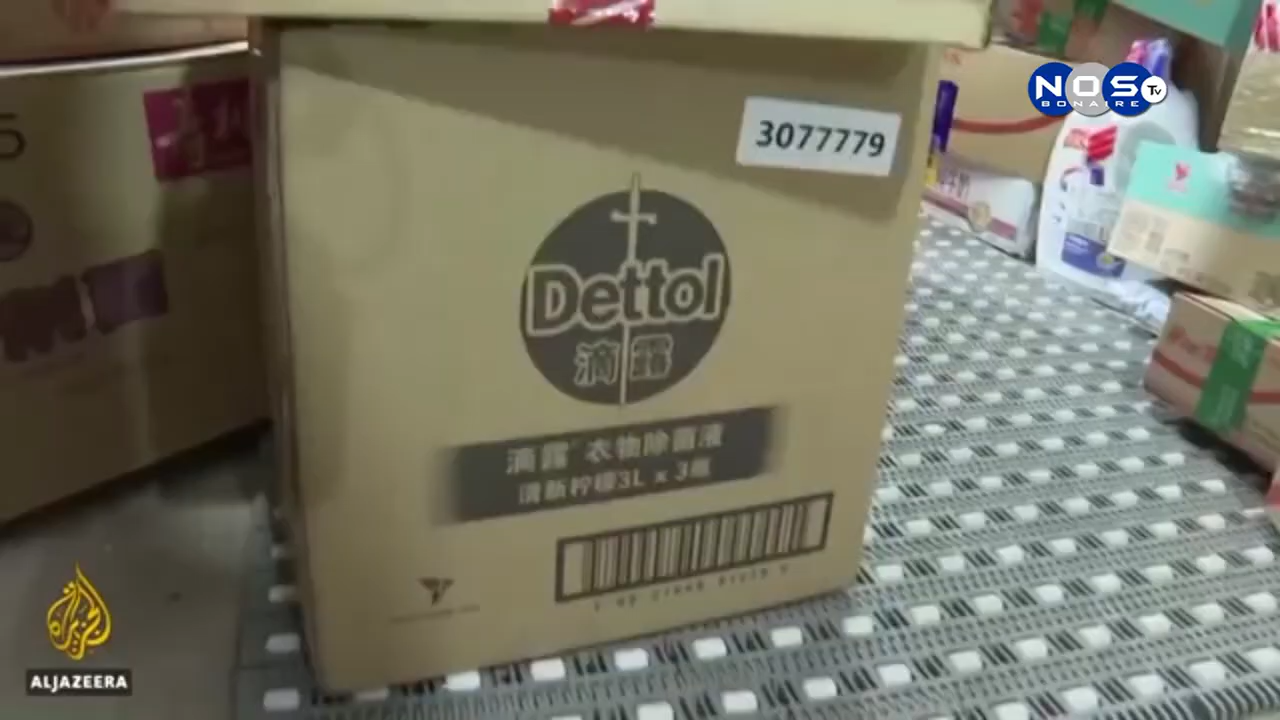 NOS TV
BONAIRE
3077779
Dettol
滴露
滴露 衣物除菌液
清新柠檬3L x 3瓶
ALJAZEERA